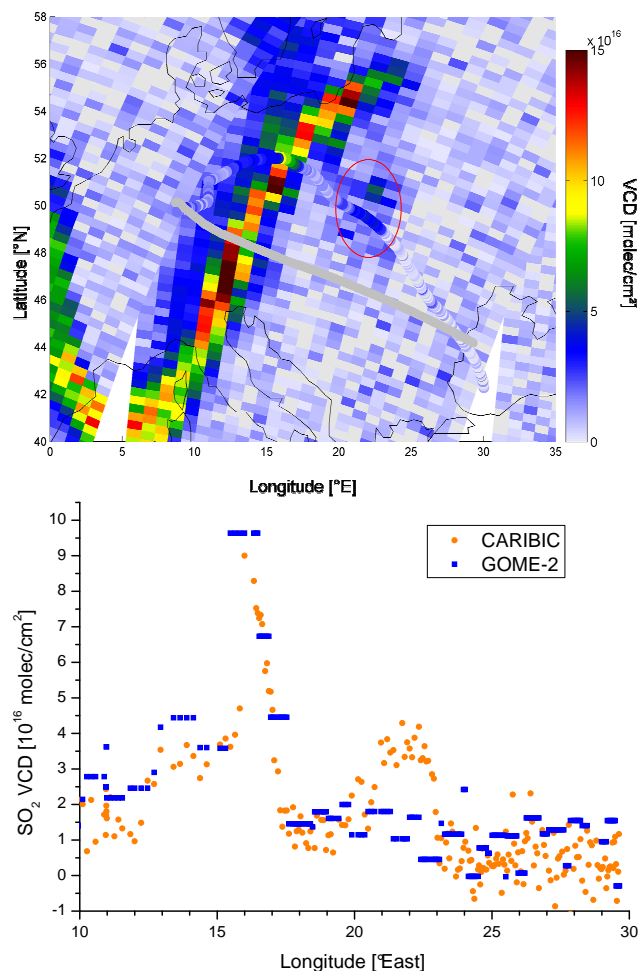 58
56
54
52
50
48
46
44
42
40
Latitude [°N]
0 5 10 15 20 25 30 35
Longitude [°E]
x 10^16
15
10
5
0
VCD [molec/cm²]
10
9
8
7
6
5
4
3
2
1
0
-1
SO₂ VCD [10¹⁶ molec/cm²]
CARIBIC
GOME-2
10 15 20 25 30
Longitude [°East]